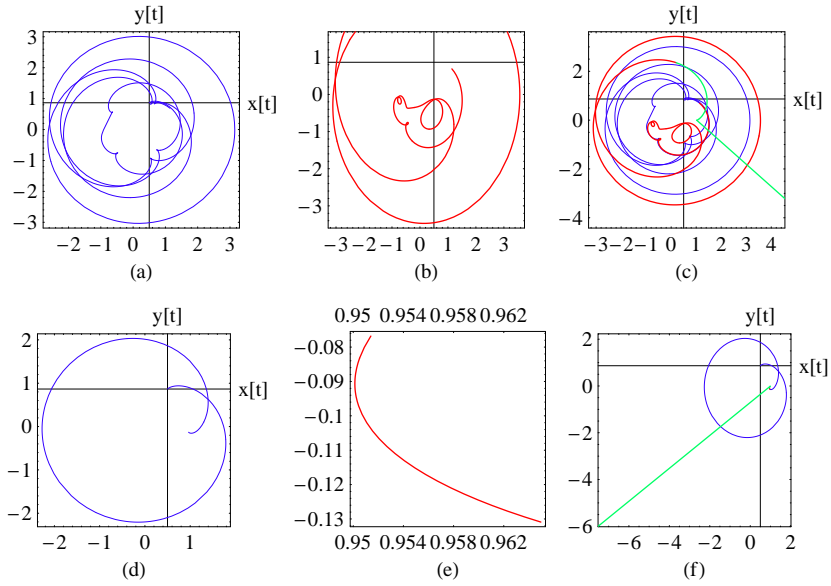 y[t] y[t]
3 1 4
2 0 2
1 x[t] −1 x[t]
0 −2 0
−1 −3 −2
−2 −4
−3
−2 −1 0 1 2 3 −3 −2 −1 0 1 2 3 −3 −2 −1 0 1 2 3 4
(a) (b) (c)
y[t] 0.95 0.954 0.958 0.962 y[t]
2 −0.08 2
1 x[t] −0.09 0 x[t]
0 −0.1 −2
−1 −0.11 −4
−2 −0.12 −6
−0.13
−2 −1 0 1 0.95 0.954 0.958 0.962 −6 −4 −2 0 2
(d) (e) (f)